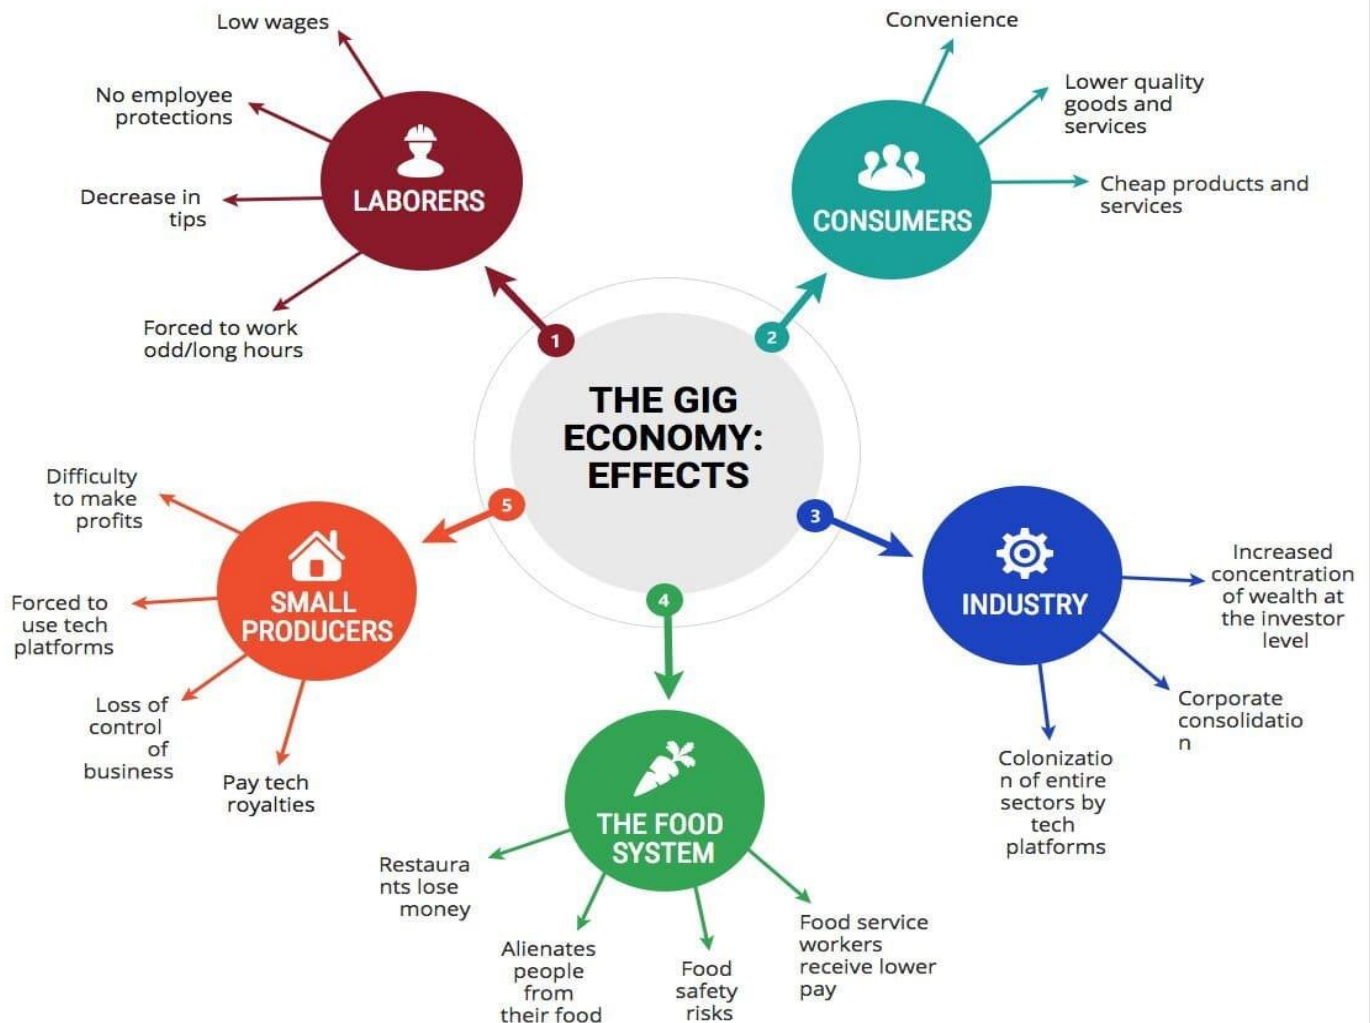 Low wages
No employee
protections
LABORERS
Decrease in
tips
Forced to work
odd/long hours
Convenience
Lower quality
goods and
services
Cheap products and
services
CONSUMERS
1
2
THE GIG
ECONOMY:
EFFECTS
5
3
4
Difficulty
to make
profits
Forced to
use tech
platforms
SMALL
PRODUCERS
Loss of
control
of
business
Pay tech
royalties
INDUSTRY
Increased
concentration
of wealth at
the investor
level
Corporate
consolidatio
n
Colonizatio
n of entire
sectors by
tech
platforms
THE FOOD
SYSTEM
Restaura
nts lose
money
Alienates
people
from
their food
Food
safety
risks
Food service
workers
receive lower
pay